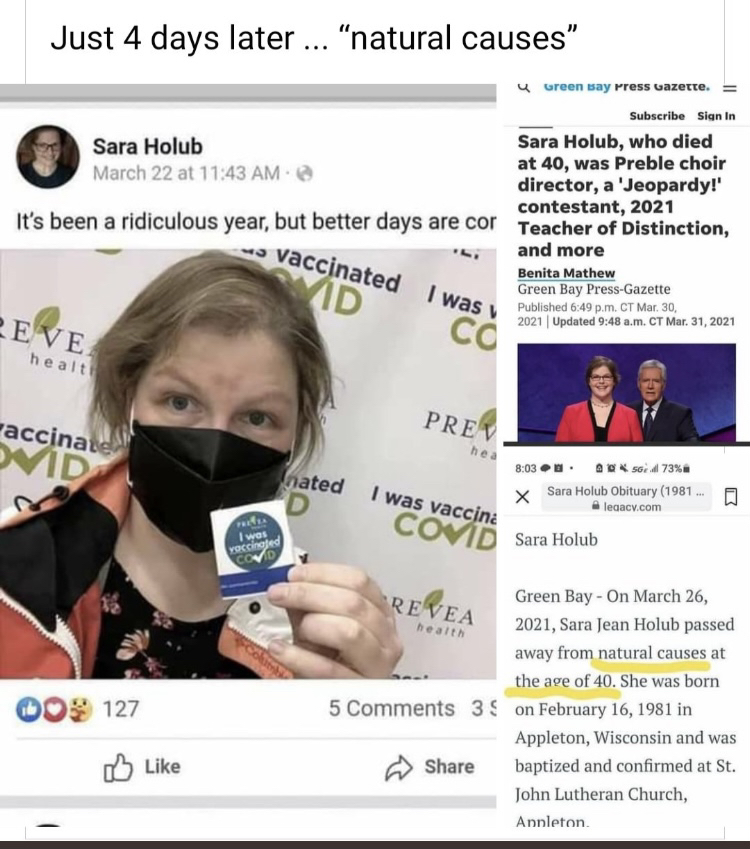 Just 4 days later ... “natural causes”
Green Bay Press Gazette.
Subscribe Sign In
Sara Holub
March 22 at 11:43 AM ·
It's been a ridiculous year, but better days are
Sara Holub, who died
at 40, was Preble choir
director, a 'Jeopardy!'
contestant, 2021
Teacher of Distinction,
and more
Benita Mathew
Green Bay Press-Gazette
Published 6:49 p.m. CT Mar. 30,
2021 | Updated 9:48 a.m. CT Mar. 31, 2021
vaccinated
I was
health
PREVEA
I was
vaccinated
COVID
I was
COVID
REVEA
health
127
5 Comments 3
Like
Share
8:03
5G 73%
Sara Holub Obituary (1981 ...
legacy.com
Sara Holub
Green Bay - On March 26,
2021, Sara Jean Holub passed
away from natural causes at
the age of 40. She was born
on February 16, 1981 in
Appleton, Wisconsin and was
baptized and confirmed at St.
John Lutheran Church,
Appleton.